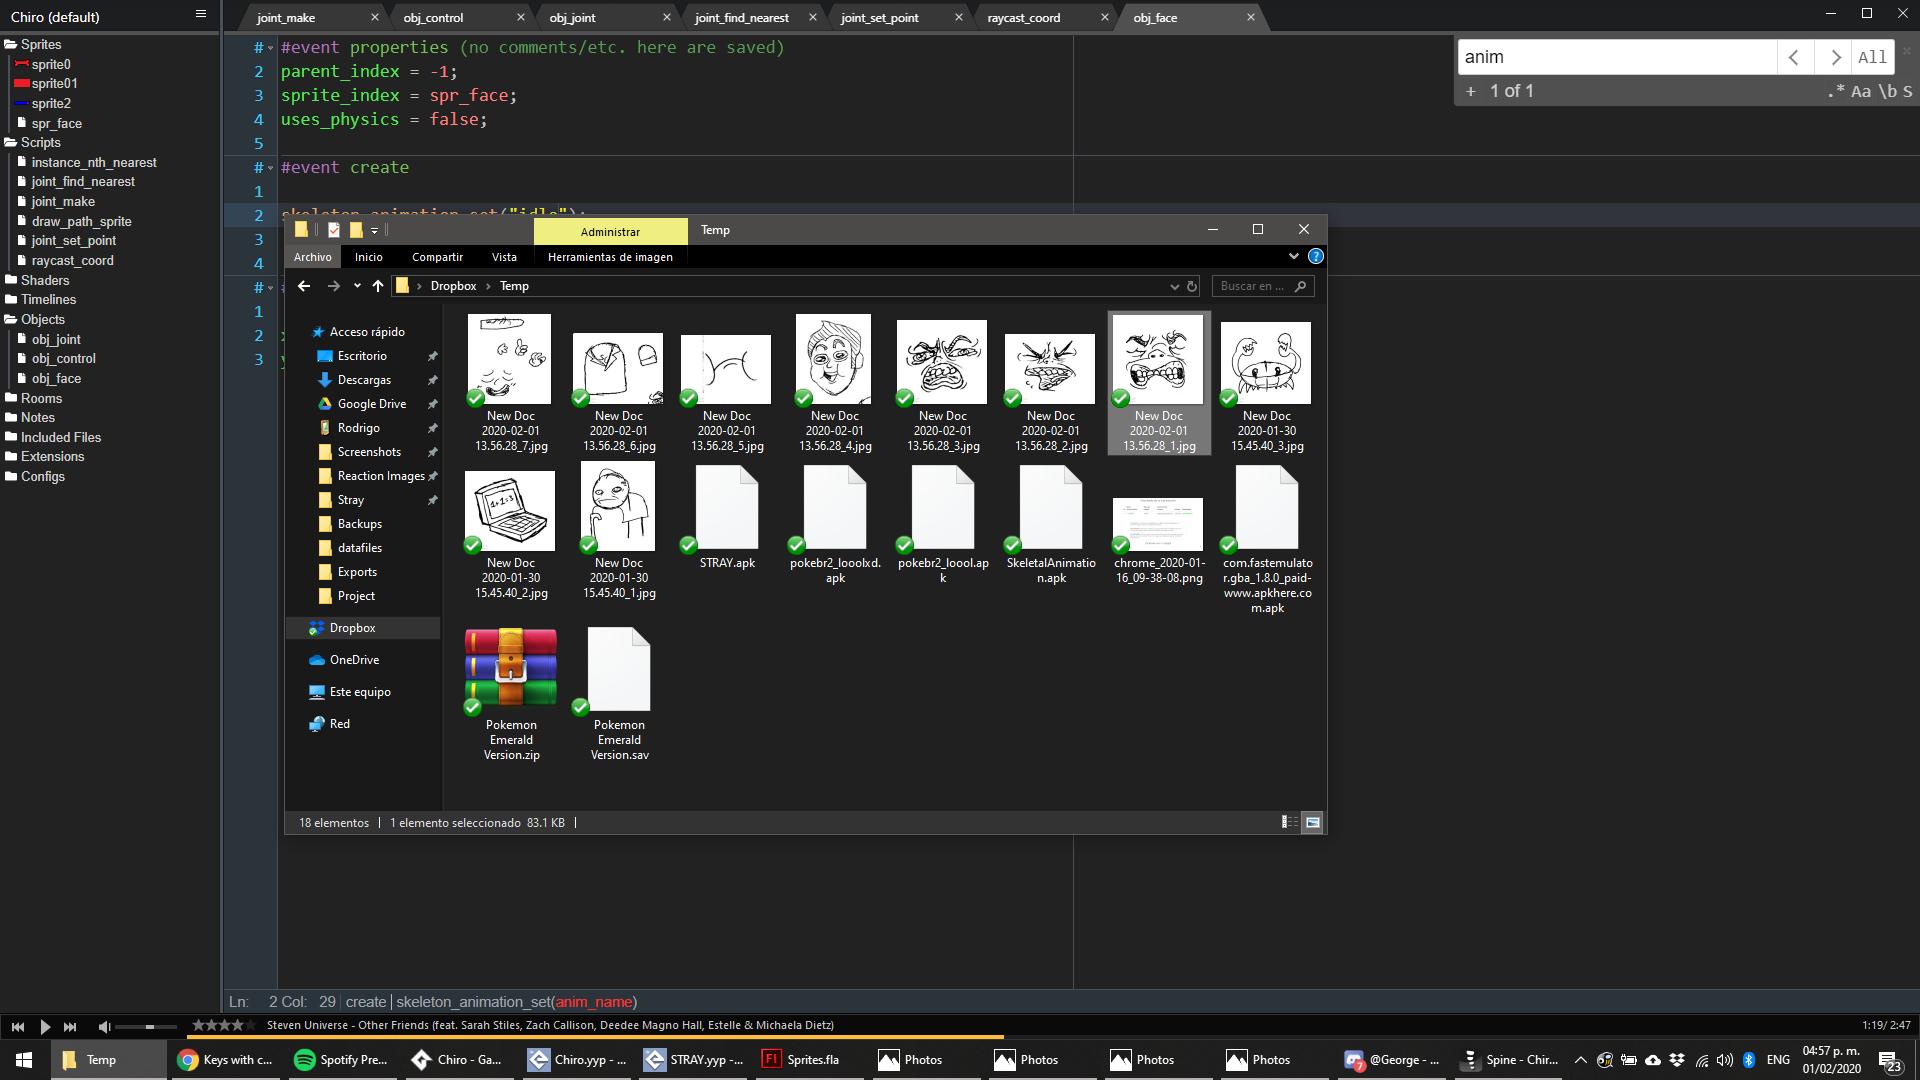 Chiro (default)
joint_make
obj_control
obj_joint
joint_find_nearest
joint_set_point
raycast_coord
obj_face
Sprites
sprite0
sprite01
sprite2
spr_face
Scripts
instance_nth_nearest
joint_find_nearest
joint_make
draw_path_sprite
joint_set_point
raycast_coord
Shaders
Timelines
Objects
obj_joint
obj_control
obj_face
Rooms
Notes
Included Files
Extensions
Configs
# #event properties (no comments/etc. here are saved)
2 parent_index = -1;
3 sprite_index = spr_face;
4 uses_physics = false;
5
# #event create
1
2 skeleton_animation_set("idle");
3
4
#
1
2
3
anim
All
+ 1 of 1
.* Aa \b S
Administrar
Temp
Archivo
Inicio
Compartir
Vista
Herramientas de imagen
Dropbox › Temp
Buscar en ...
Acceso rápido
Escritorio
Descargas
Google Drive
Rodrigo
Screenshots
Reaction Images
Stray
Backups
datafiles
Exports
Project
Dropbox
OneDrive
Este equipo
Red
New Doc
2020-02-01
13.56.28_7.jpg
New Doc
2020-02-01
13.56.28_6.jpg
New Doc
2020-02-01
13.56.28_5.jpg
New Doc
2020-02-01
13.56.28_4.jpg
New Doc
2020-02-01
13.56.28_3.jpg
New Doc
2020-02-01
13.56.28_2.jpg
New Doc
2020-02-01
13.56.28_1.jpg
New Doc
2020-01-30
15.45.40_3.jpg
1+1=3
New Doc
2020-01-30
15.45.40_2.jpg
New Doc
2020-01-30
15.45.40_1.jpg
STRAY.apk
pokebr2_looolxd.
apk
pokebr2_loool.ap
k
SkeletalAnimatio
n.apk
chrome_2020-01-
16_09-38-08.png
com.fastemulato
r.gba_1.8.0_paid-
www.apkhere.co
m.apk
Pokemon
Emerald
Version.zip
Pokemon
Emerald
Version.sav
18 elementos
1 elemento seleccionado 83.1 KB
Ln: 2 Col: 29 create skeleton_animation_set(anim_name)
Steven Universe - Other Friends (feat. Sarah Stiles, Zach Callison, Deedee Magno Hall, Estelle & Michaela Dietz)
1:19/ 2:47
Temp
Keys with c...
Spotify Pre...
Chiro - Ga...
Chiro.yyp - ...
STRAY.yyp -...
Fl
Sprites.fla
Photos
Photos
Photos
Photos
7
@George - ...
Spine - Chir...
ENG
04:57 p. m.
01/02/2020
23